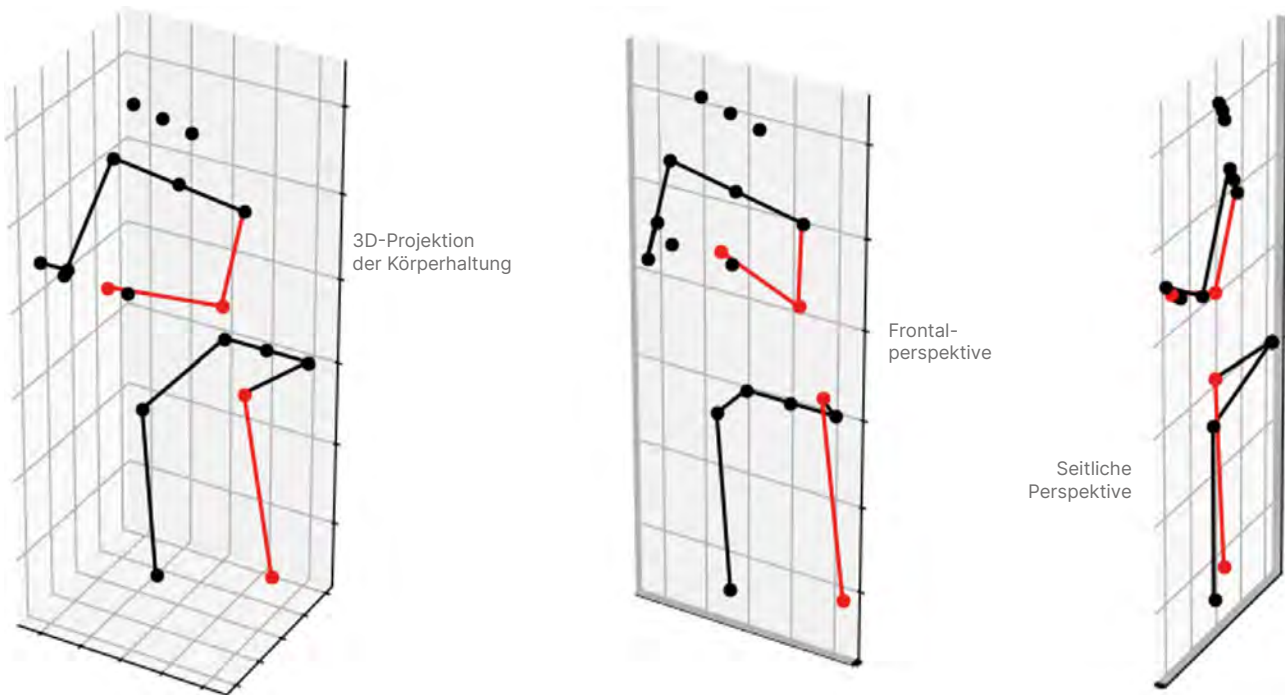 3D-Projektion
der Körperhaltung
Frontal-
perspektive
Seitliche
Perspektive